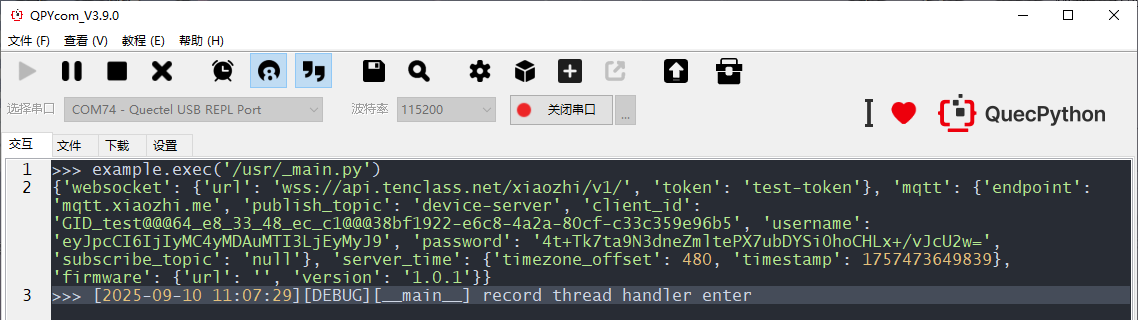 QPYcom_V3.9.0
文件 (F) 查看 (V) 教程 (E) 帮助 (H)
选择串口 COM74 - Quectel USB REPL Port 波特率 115200 关闭串口 ...
QuecPython
交互 文件 下载 设置
1 >>> example.exec('/usr/_main.py')
2 {'websocket': {'url': 'wss://api.tenclass.net/xiaozhi/v1/', 'token': 'test-token'}, 'mqtt': {'endpoint':
'mqtt.xiaozhi.me', 'publish_topic': 'device-server', 'client_id':
'GID_test@@@64_e8_33_48_ec_c1@@@38bf1922-e6c8-4a2a-80cf-c33c359e96b5', 'username':
'eyJpcCI6IjIyMC4yMDAuMTI3LjEyMyJ9', 'password': '4t+Tk7ta9N3dneZmltePX7ubDYSi0hoCHLx+/vJcU2w=',
'subscribe_topic': 'null'}, 'server_time': {'timezone_offset': 480, 'timestamp': 1757473649839},
'firmware': {'url': '', 'version': '1.0.1'}}
3 >>> [2025-09-10 11:07:29][DEBUG][__main__] record thread handler enter